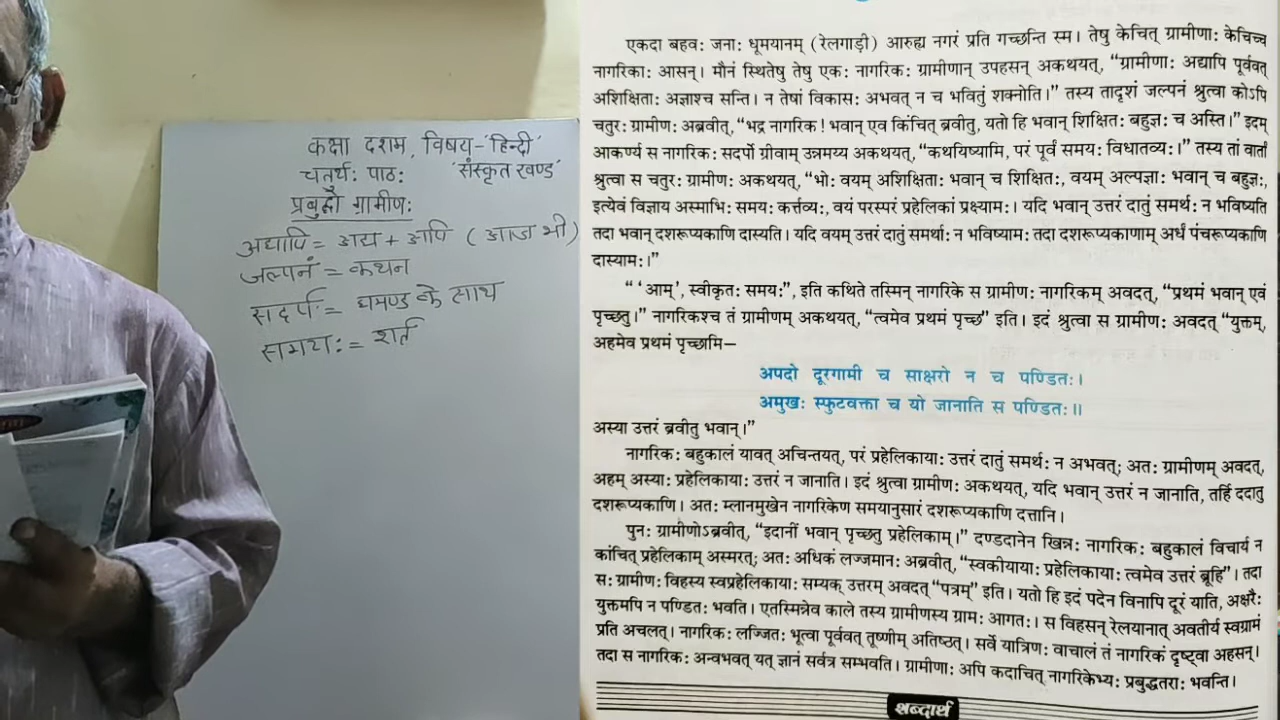 कक्षा दशम, विषय-'हिन्दी'
चतुर्थ: पाठ: 'संस्कृत खण्ड'
प्रबुद्धो ग्रामीण:
अद्यापि = अद्य + अपि ( आज भी )
जल्पनं = कथन
सदर्प: = घमण्ड के साथ
समय: = शर्त
एकदा बहव: जना: धूमयानम् (रेलगाड़ी) आरुह्य नगरं प्रति गच्छन्ति स्म। तेषु केचित् ग्रामीणा: केचिच्च
नागरिका: आसन्। मौनं स्थितेषु तेषु एक: नागरिक: ग्रामीणान् उपहसन् अकथयत्, “ग्रामीणा: अद्यापि पूर्ववत्
अशिक्षिता: अज्ञाश्च सन्ति। न तेषां विकास: अभवत् न च भवितुं शक्नोति।” तस्य तादृशं जल्पनं श्रुत्वा कोऽपि
चतुर: ग्रामीण: अब्रवीत्, “भद्र नागरिक ! भवान् एव किंचित् ब्रवीतु, यतो हि भवान् शिक्षित: बहुज्ञ: च अस्ति।” इदम्
आकर्ण्य स नागरिक: सदर्पो ग्रीवाम् उन्नमय्य अकथयत्, “कथयिष्यामि, परं पूर्वं समय: विधातव्य:।” तस्य तां वार्तां
श्रुत्वा स चतुर: ग्रामीण: अकथयत्, “भो: वयम् अशिक्षिता: भवान् च शिक्षित:, वयम् अल्पज्ञा: भवान् च बहुज्ञ:,
इत्येवं विज्ञाय अस्माभि: समय: कर्त्तव्य:, वयं परस्परं प्रहेलिकां प्रक्ष्याम:। यदि भवान् उत्तरं दातुं समर्थ: न भविष्यति
तदा भवान् दशरूप्यकाणि दास्यति। यदि वयम् उत्तरं दातुं समर्था: न भविष्याम: तदा दशरूप्यकाणाम् अर्धं पंचरूप्यकाणि
दास्याम:।”
“ ‘आम्’, स्वीकृत: समय:”, इति कथिते तस्मिन् नागरिके स ग्रामीण: नागरिकम् अवदत्, “प्रथमं भवान् एवं
पृच्छतु।” नागरिकश्च तं ग्रामीणम् अकथयत्, “त्वमेव प्रथमं पृच्छ” इति। इदं श्रुत्वा स ग्रामीण: अवदत् “युक्तम्,
अहमेव प्रथमं पृच्छामि–
अपदो दूरगामी च साक्षरो न च पण्डित:।
अमुख: स्फुटवक्ता च यो जानाति स पण्डित:।।
अस्या उत्तरं ब्रवीतु भवान्।”
नागरिक: बहुकालं यावत् अचिन्तयत्, परं प्रहेलिकाया: उत्तरं दातुं समर्थ: न अभवत्; अत: ग्रामीणम् अवदत्,
अहम् अस्या: प्रहेलिकाया: उत्तरं न जानाति। इदं श्रुत्वा ग्रामीण: अकथयत्, यदि भवान् उत्तरं न जानाति, तर्हि ददातु
दशरूप्यकाणि। अत: म्लानमुखेन नागरिकेण समयानुसारं दशरूप्यकाणि दत्तानि।
पुन: ग्रामीणोऽब्रवीत्, “इदानीं भवान् पृच्छतु प्रहेलिकाम्।” दण्डदानेन खिन्न: नागरिक: बहुकालं विचार्य न
कांचित् प्रहेलिकाम् अस्मरत्; अत: अधिकं लज्जमान: अब्रवीत्, “स्वकीयाया: प्रहेलिकाया: त्वमेव उत्तरं ब्रूहि”। तदा
स: ग्रामीण: विहस्य स्वप्रहेलिकाया: सम्यक् उत्तरम् अवदत् “पत्रम्” इति। यतो हि इदं पदेन विनापि दूरं याति, अक्षरै:
युक्तमपि न पण्डित: भवति। एतस्मिन्नेव काले तस्य ग्रामीणस्य ग्राम: आगत:। स विहसन् रेलयानात् अवतीर्य स्वग्रामं
प्रति अचलत्। नागरिक: लज्जित: भूत्वा पूर्ववत् तूष्णीम् अतिष्ठत्। सर्वे यात्रिण: वाचालं तं नागरिकं दृष्ट्वा अहसन्।
तदा स नागरिक: अन्वभवत् यत् ज्ञानं सर्वत्र सम्भवति। ग्रामीणा: अपि कदाचित् नागरिकेभ्य: प्रबुद्धतरा: भवन्ति।
शब्दार्थ